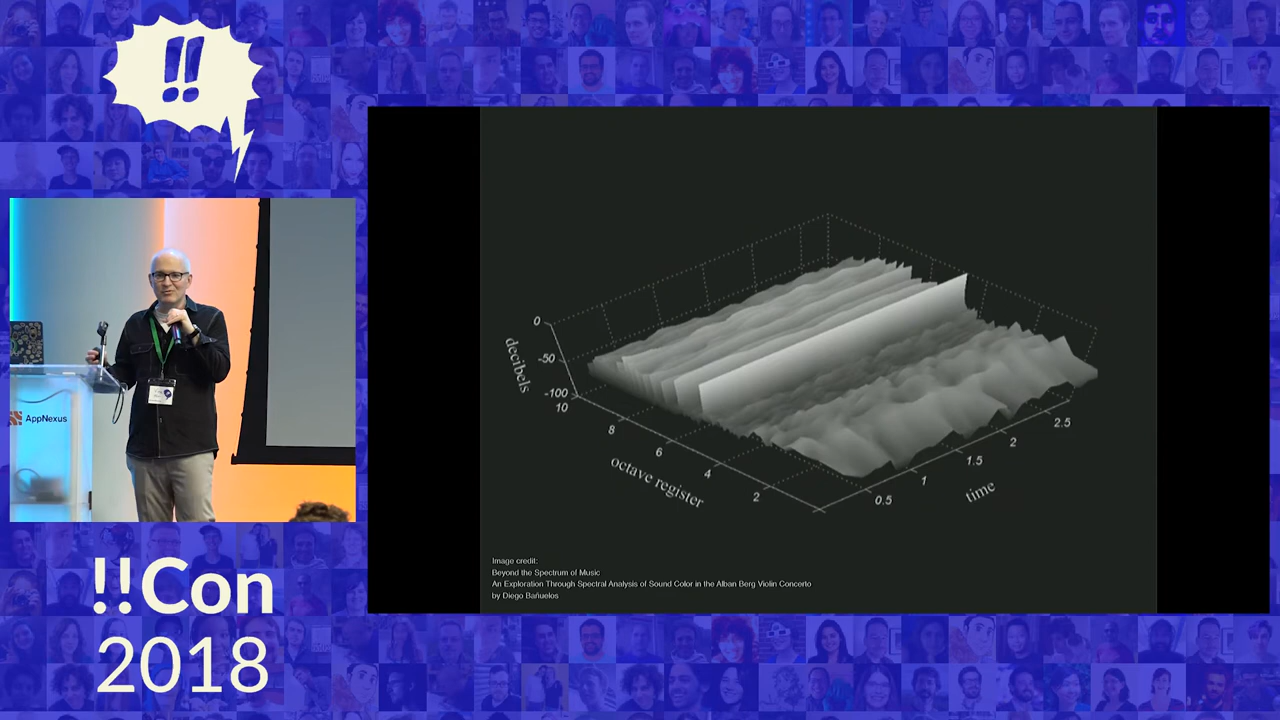 !!
AppNexus
!!Con
2018
decibels
0
-50
-100
10
8
6
4
2
octave register
0.5
1
1.5
2
2.5
time
Image credit:
Beyond the Spectrum of Music
An Exploration Through Spectral Analysis of Sound Color in the Alban Berg Violin Concerto
by Diego Bañuelos